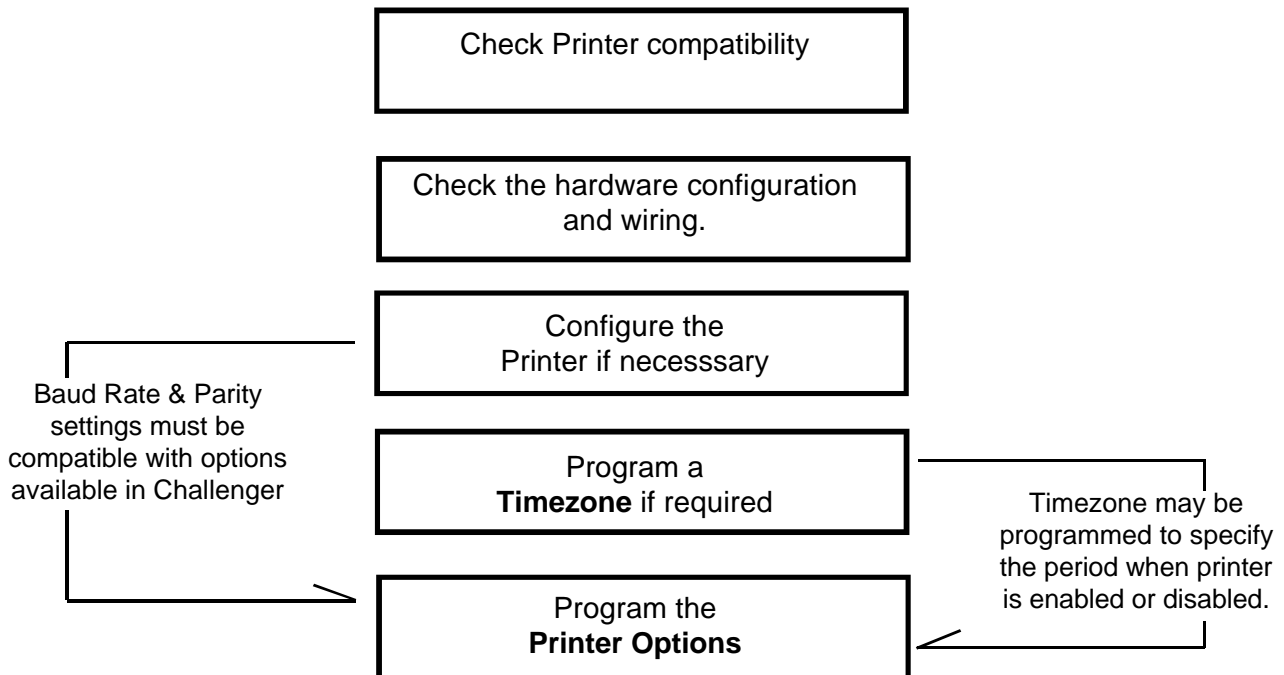 Check Printer compatibility
Check the hardware configuration
and wiring.
Configure the
Printer if necesssary
Baud Rate & Parity
settings must be
compatible with options
available in Challenger
Program a
Timezone if required
Timezone may be
programmed to specify
the period when printer
is enabled or disabled.
Program the
Printer Options